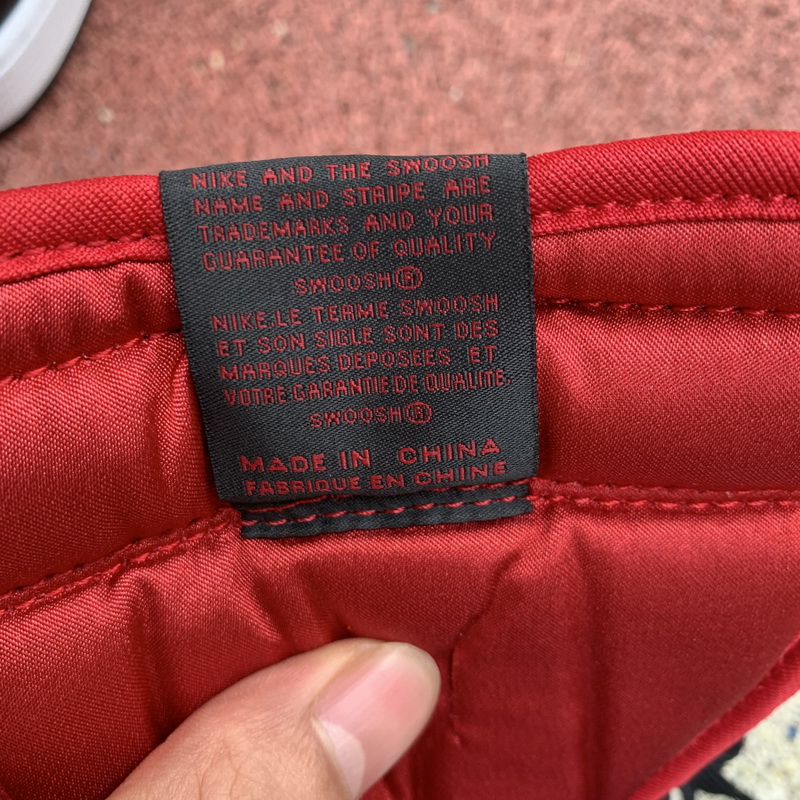 NIKE AND THE SWOOSH
NAME AND STRIPE ARE
TRADEMARKS AND YOUR
GUARANTEE OF QUALITY
SWOOSH®
NIKE.LE TERME SWOOSH
ET SON SIGLE SONT DES
MARQUES DEPOSEES ET
VOTRE GARANTIE DE QUALITE.
SWOOSH®
MADE IN CHINA
FABRIQUE EN CHINE